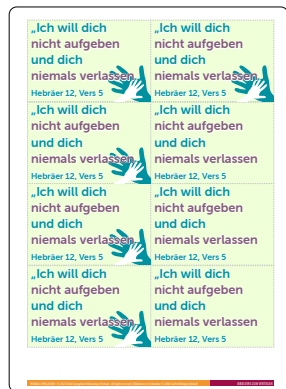 „Ich will dich
nicht aufgeben
und dich
niemals verlassen
Hebräer 12, Vers 5
„Ich will dich
nicht aufgeben
und dich
niemals verlassen
Hebräer 12, Vers 5
„Ich will dich
nicht aufgeben
und dich
niemals verlassen
Hebräer 12, Vers 5
„Ich will dich
nicht aufgeben
und dich
niemals verlassen
Hebräer 12, Vers 5
„Ich will dich
nicht aufgeben
und dich
niemals verlassen
Hebräer 12, Vers 5
„Ich will dich
nicht aufgeben
und dich
niemals verlassen
Hebräer 12, Vers 5
„Ich will dich
nicht aufgeben
und dich
niemals verlassen
Hebräer 12, Vers 5
„Ich will dich
nicht aufgeben
und dich
niemals verlassen
Hebräer 12, Vers 5